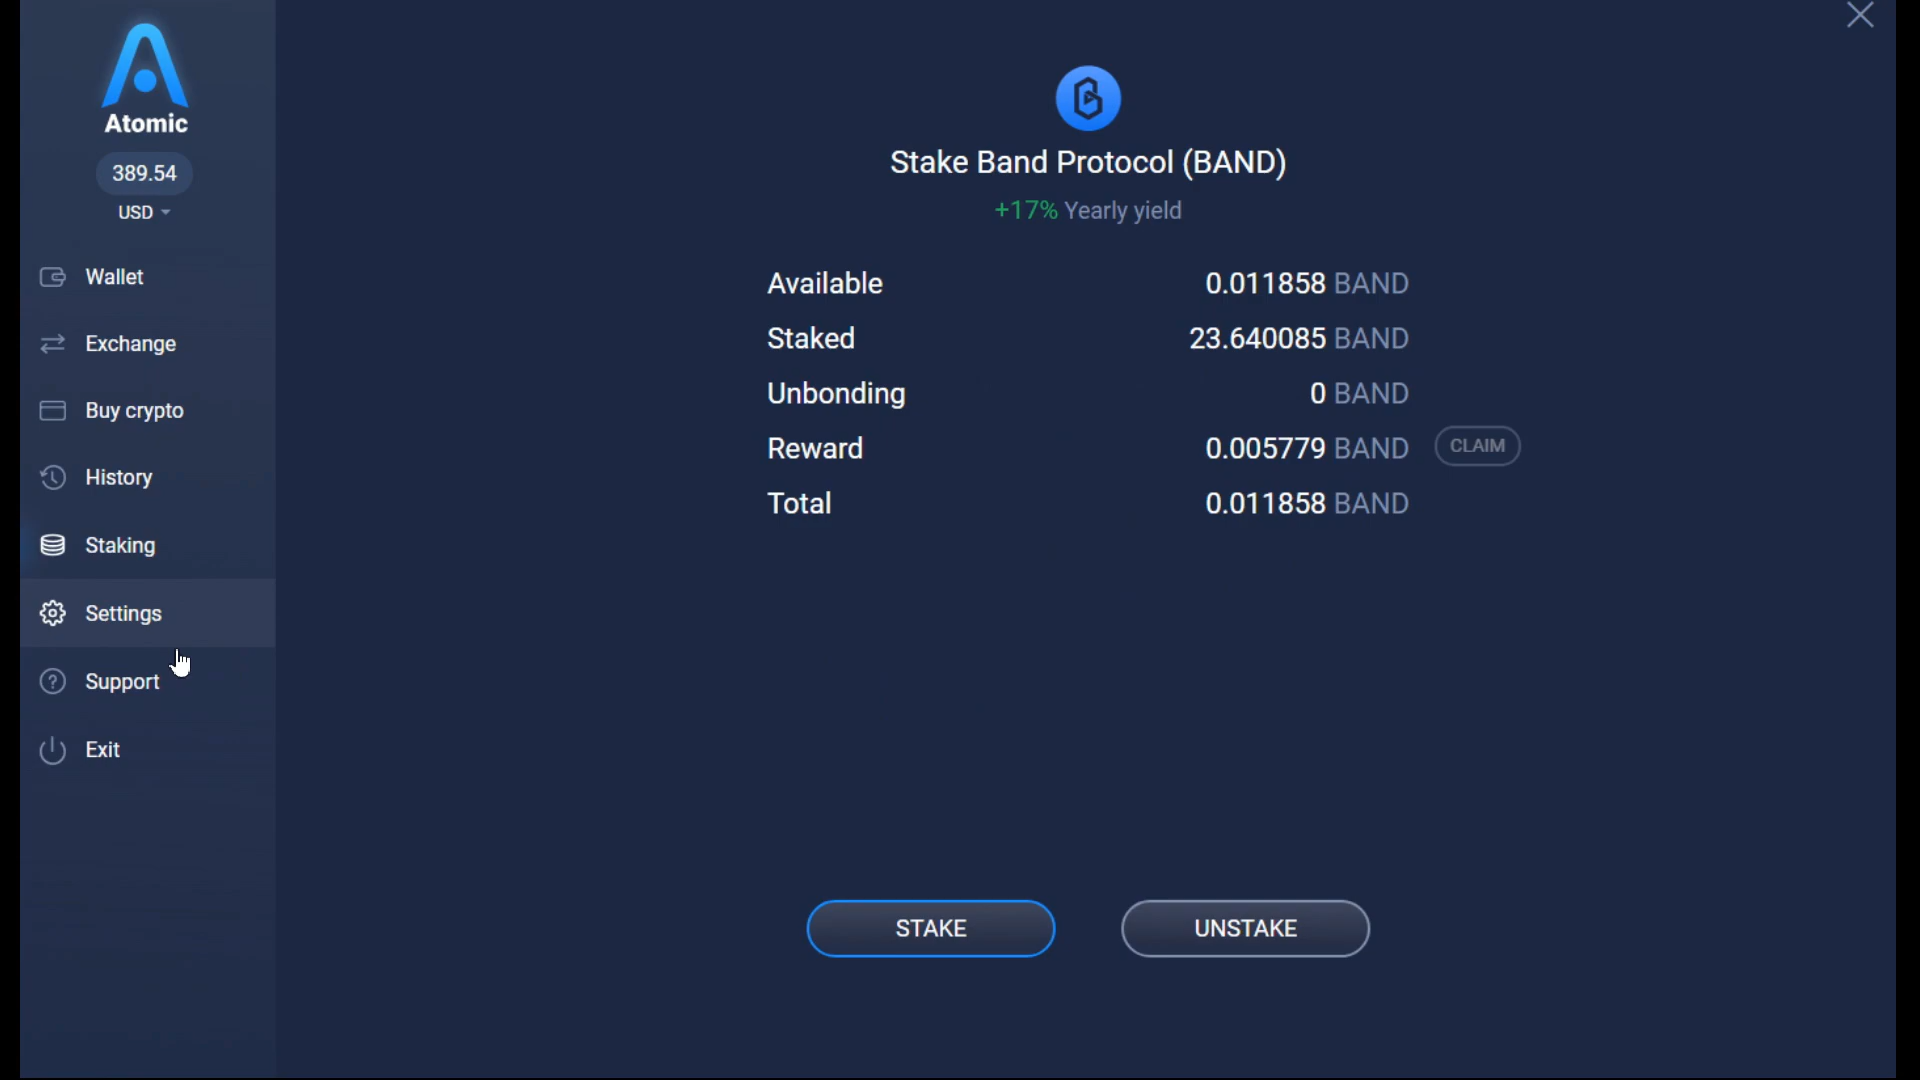 Atomic
389.54
USD
Wallet
Exchange
Buy crypto
History
Staking
Settings
Support
Exit
Stake Band Protocol (BAND)
+17% Yearly yield
Available 0.011858 BAND
Staked 23.640085 BAND
Unbonding 0 BAND
Reward 0.005779 BAND CLAIM
Total 0.011858 BAND
STAKE UNSTAKE